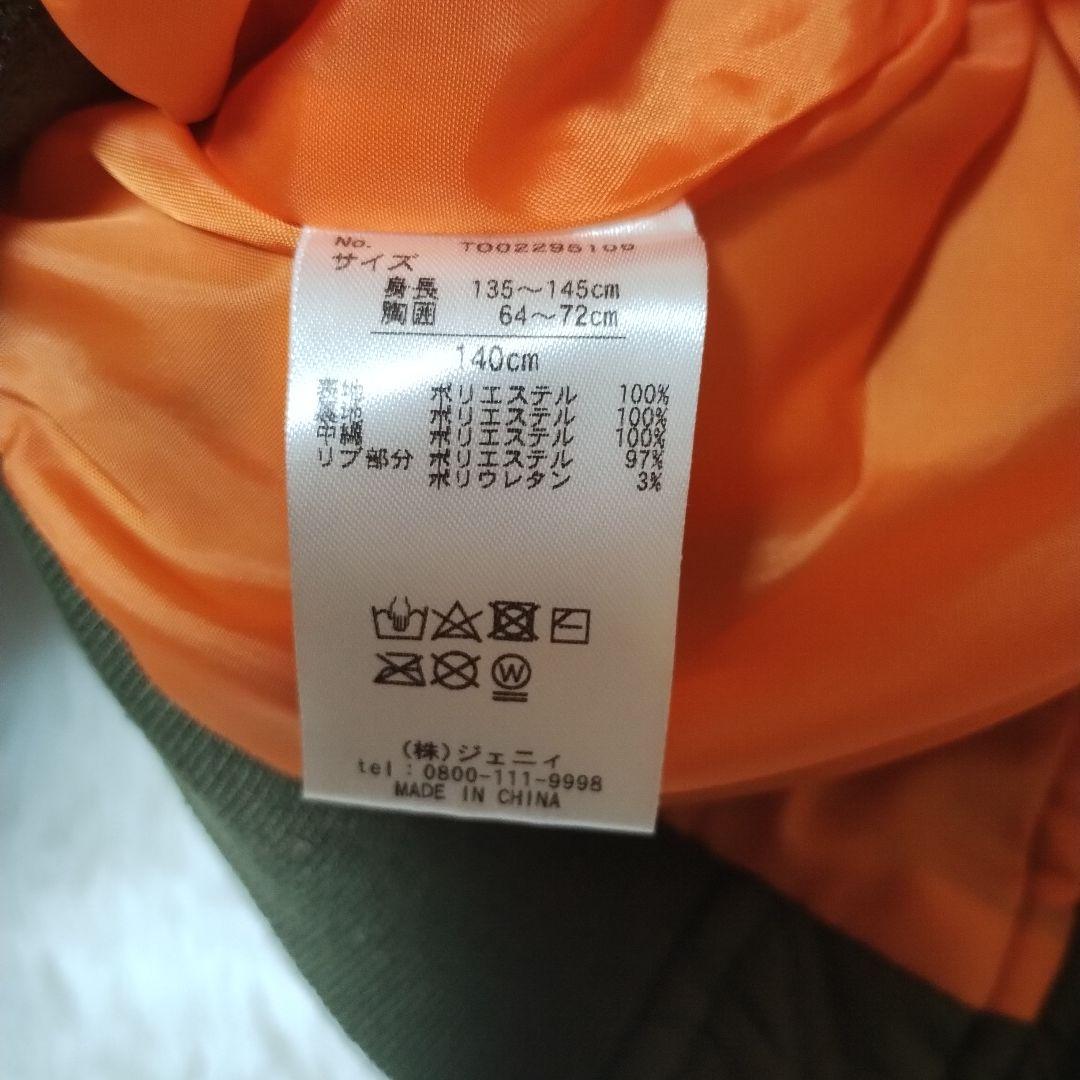 No. T002295106
サイズ
身長 135～145cm
胸囲 64～72cm
140cm
表地 ポリエステル 100%
裏地 ポリエステル 100%
中綿 ポリエステル 100%
リブ部分 ポリエステル 97%
ポリウレタン 3%
W
(株)ジェニィ
tel：0800-111-9998
MADE IN CHINA